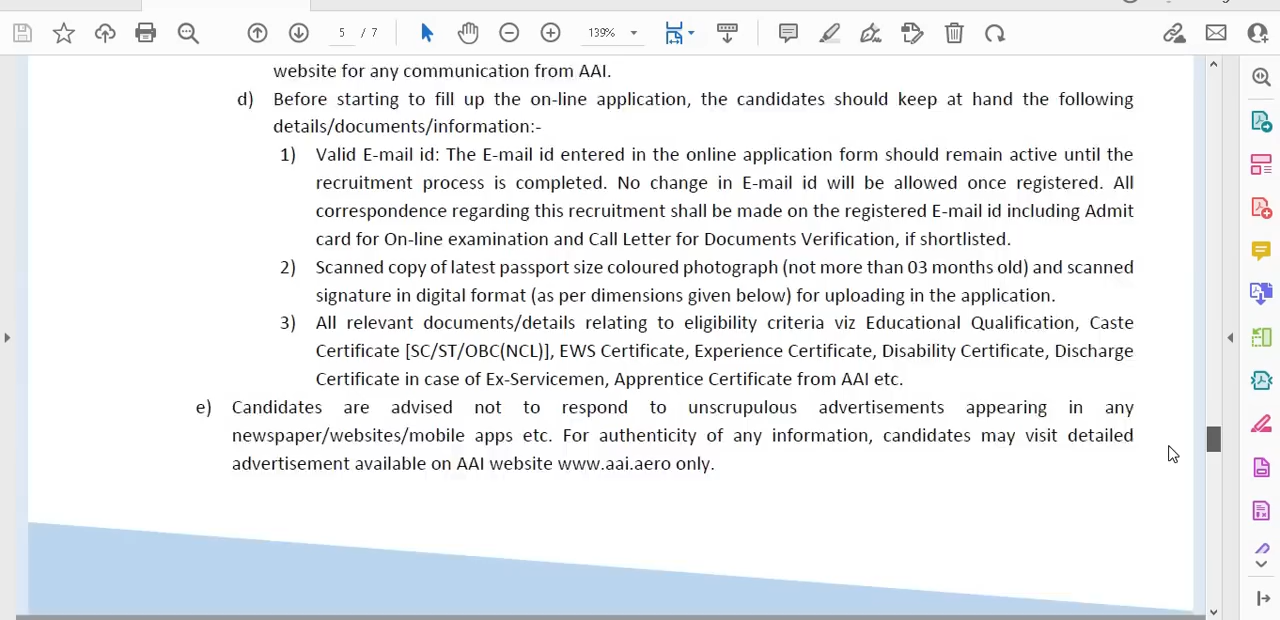 5 / 7
139%
website for any communication from AAI.
d) Before starting to fill up the on-line application, the candidates should keep at hand the following
details/documents/information:-
1) Valid E-mail id: The E-mail id entered in the online application form should remain active until the
recruitment process is completed. No change in E-mail id will be allowed once registered. All
correspondence regarding this recruitment shall be made on the registered E-mail id including Admit
card for On-line examination and Call Letter for Documents Verification, if shortlisted.
2) Scanned copy of latest passport size coloured photograph (not more than 03 months old) and scanned
signature in digital format (as per dimensions given below) for uploading in the application.
3) All relevant documents/details relating to eligibility criteria viz Educational Qualification, Caste
Certificate [SC/ST/OBC(NCL)], EWS Certificate, Experience Certificate, Disability Certificate, Discharge
Certificate in case of Ex-Servicemen, Apprentice Certificate from AAI etc.
e) Candidates are advised not to respond to unscrupulous advertisements appearing in any
newspaper/websites/mobile apps etc. For authenticity of any information, candidates may visit detailed
advertisement available on AAI website www.aai.aero only.